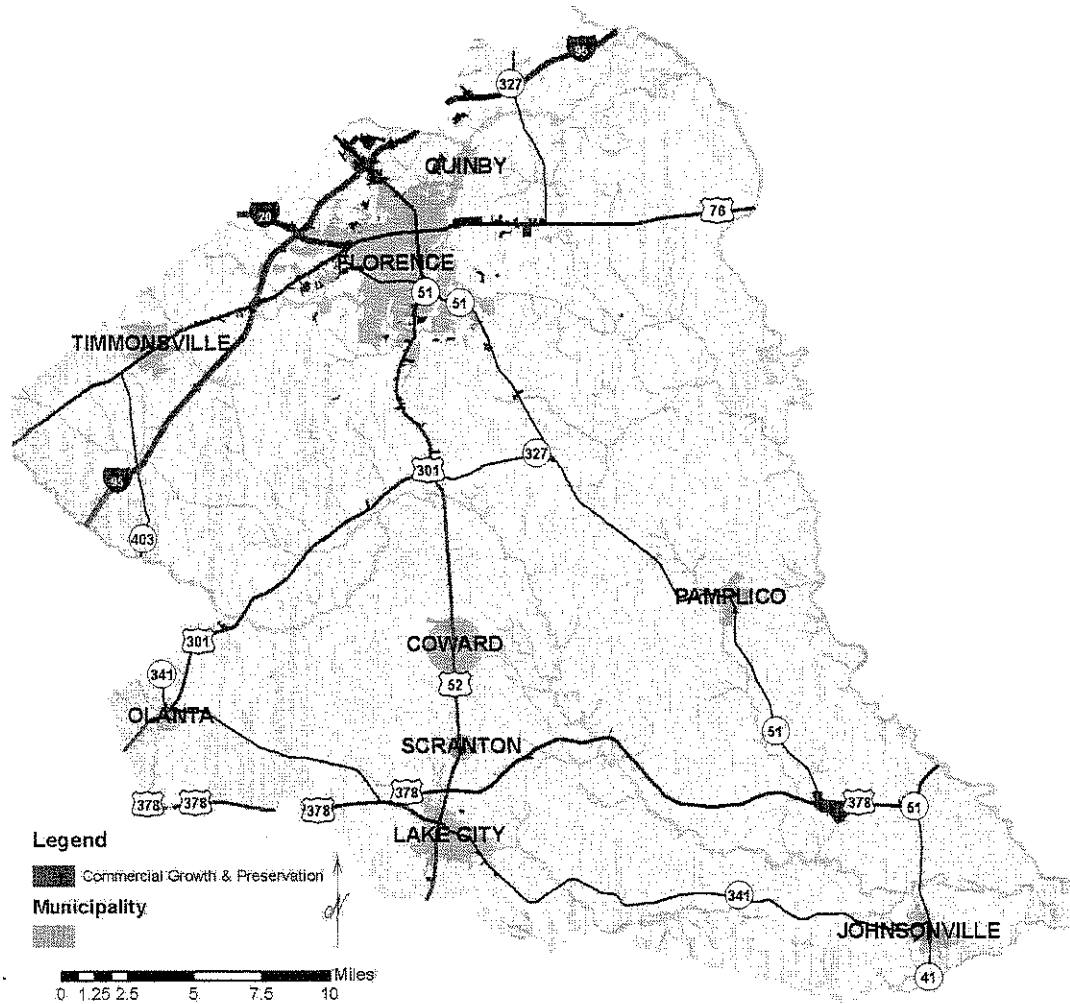 95
327
QUINBY
76
20
FLORENCE
51
51
TIMMONSVILLE
327
301
95
403
PAMPLICO
COWARD
301
341
52
OLANTA
51
SCRANTON
378
378
378
378
378
51
LAKE CITY
341
JOHNSONVILLE
41
Legend
Commercial Growth & Preservation
Municipality
Miles
0 1.25 2.5 5 7.5 10